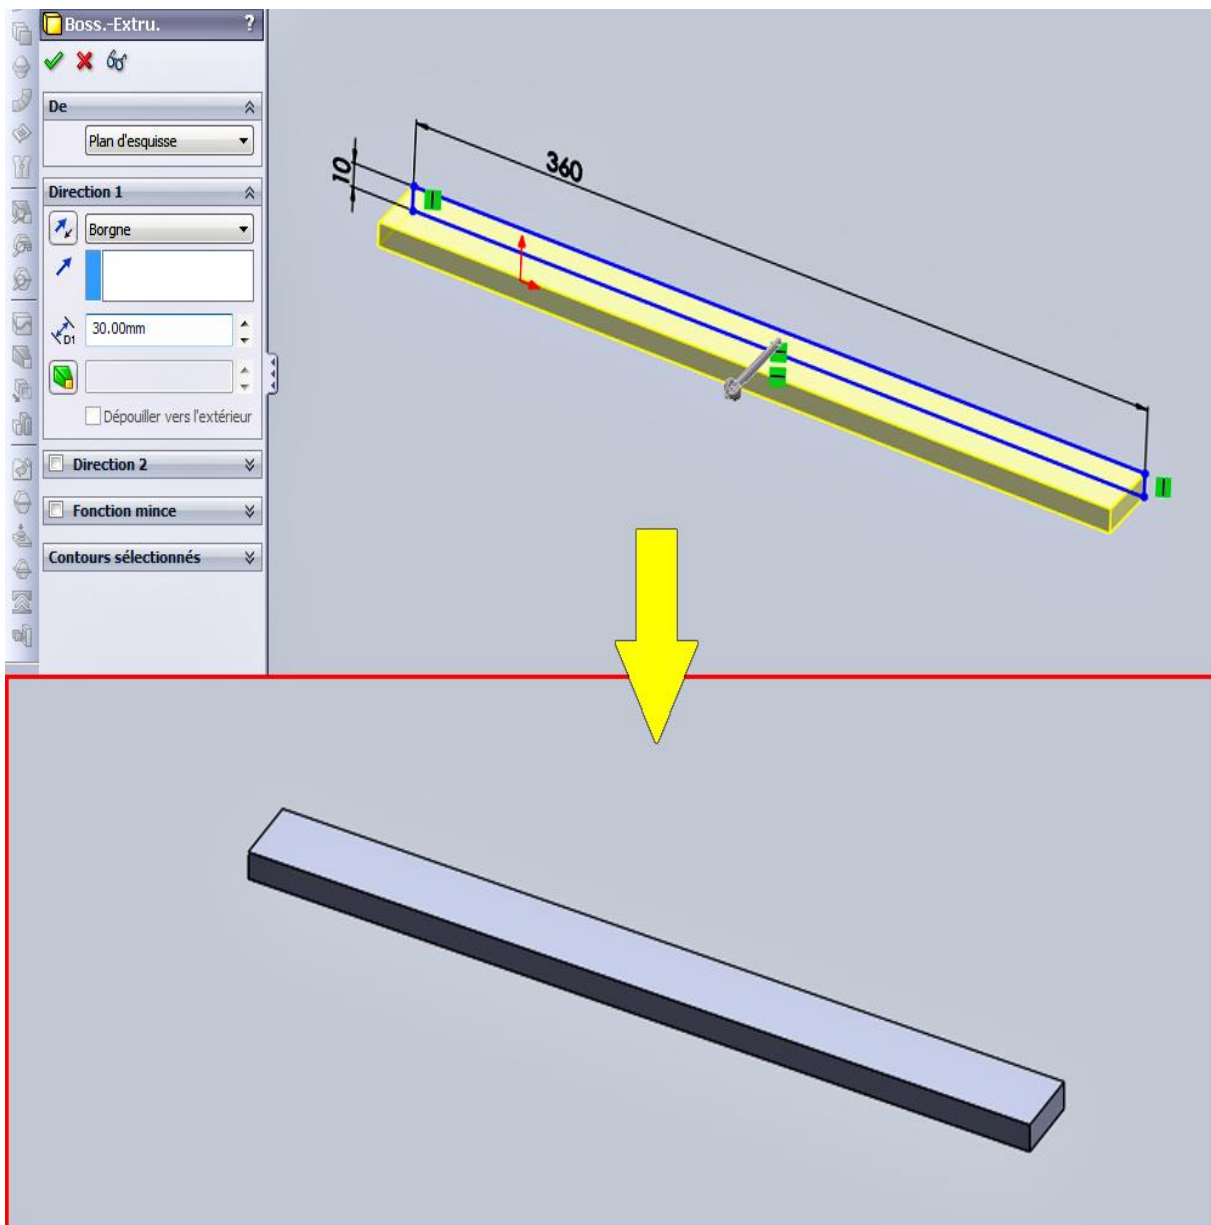 Boss.-Extru. ?
De
Plan d'esquisse
Direction 1
Borgne
D1
30.00mm
Dépouiller vers l'extérieur
Direction 2
Fonction mince
Contours sélectionnés
10
360